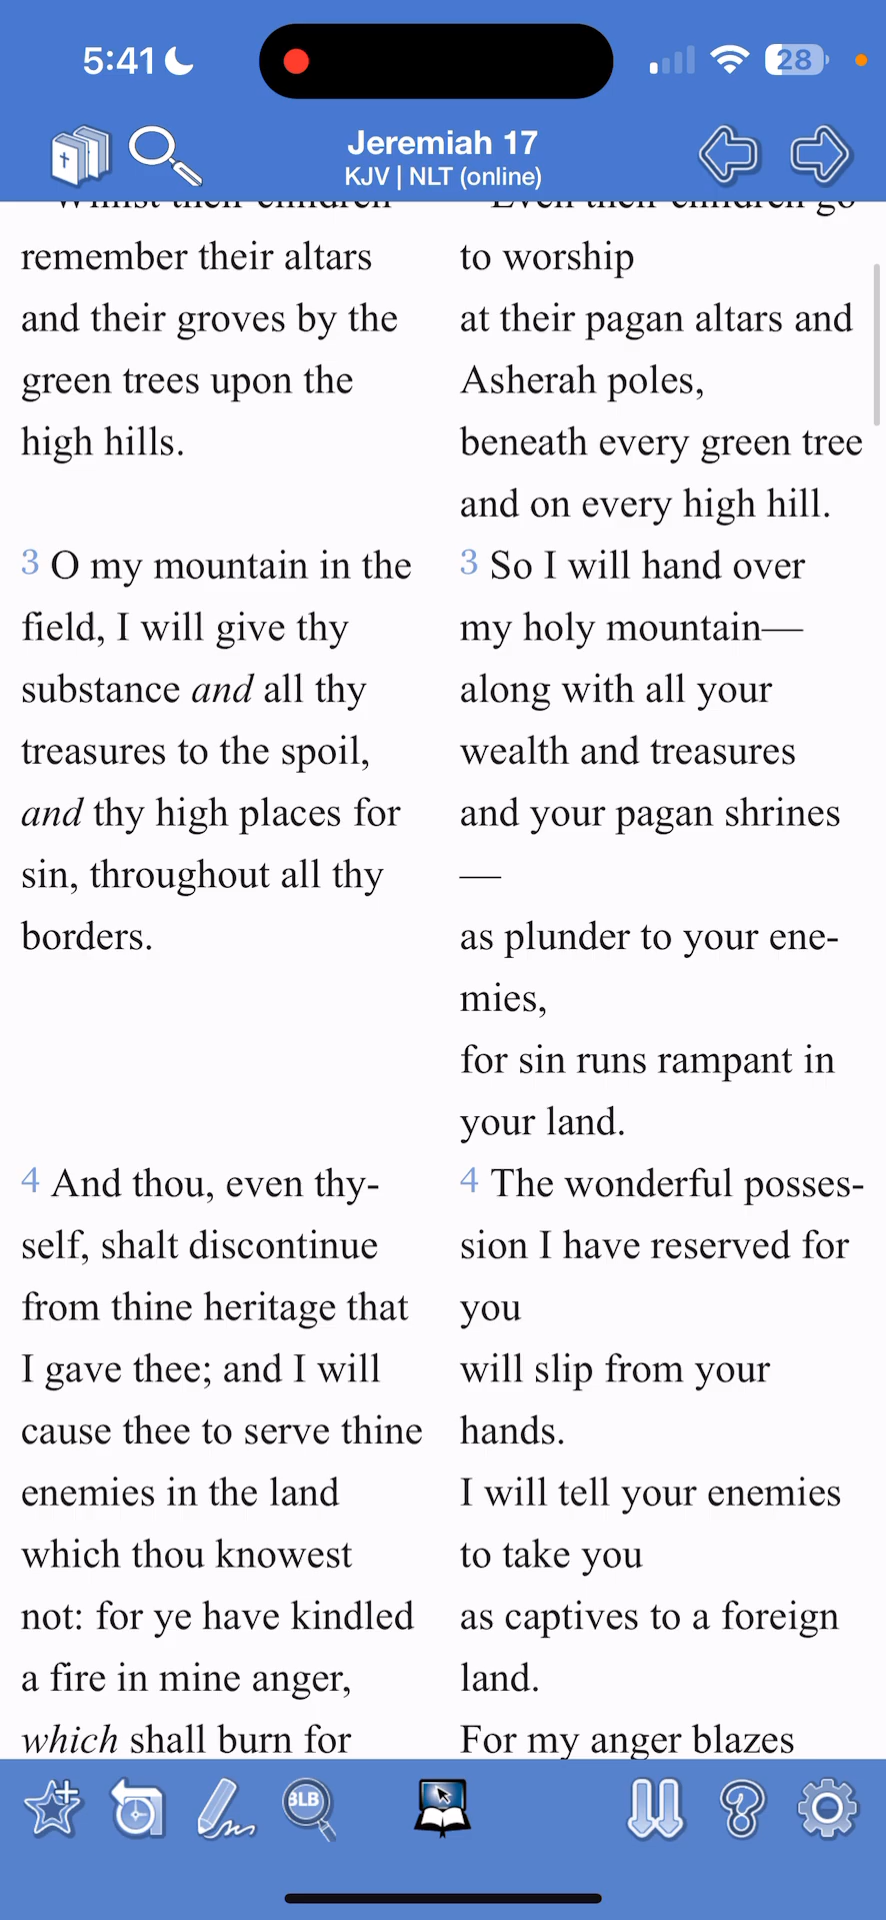 5:41
28
Jeremiah 17
KJV | NLT (online)
Whilst their children
remember their altars
and their groves by the
green trees upon the
high hills.
3 O my mountain in the
field, I will give thy
substance and all thy
treasures to the spoil,
and thy high places for
sin, throughout all thy
borders.
4 And thou, even thy-
self, shalt discontinue
from thine heritage that
I gave thee; and I will
cause thee to serve thine
enemies in the land
which thou knowest
not: for ye have kindled
a fire in mine anger,
which shall burn for
Even their children go
to worship
at their pagan altars and
Asherah poles,
beneath every green tree
and on every high hill.
3 So I will hand over
my holy mountain—
along with all your
wealth and treasures
and your pagan shrines
—
as plunder to your ene-
mies,
for sin runs rampant in
your land.
4 The wonderful posses-
sion I have reserved for
you
will slip from your
hands.
I will tell your enemies
to take you
as captives to a foreign
land.
For my anger blazes
BLB